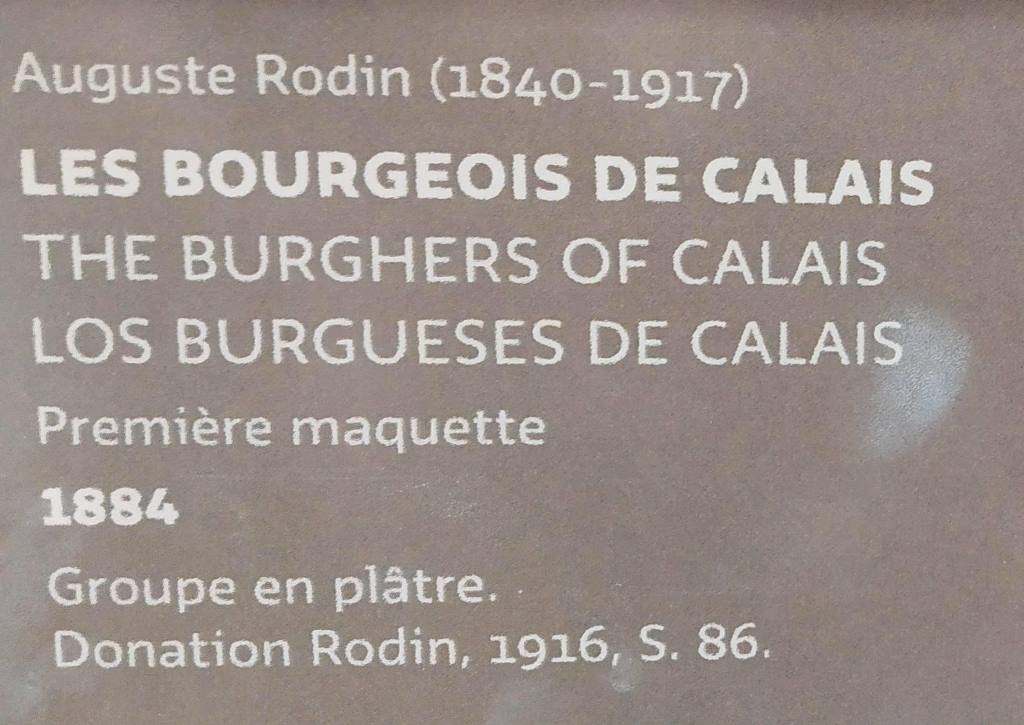 Auguste Rodin (1840-1917)
LES BOURGEOIS DE CALAIS
THE BURGHERS OF CALAIS
LOS BURGUESES DE CALAIS
Première maquette
1884
Groupe en plâtre.
Donation Rodin, 1916, S. 86.